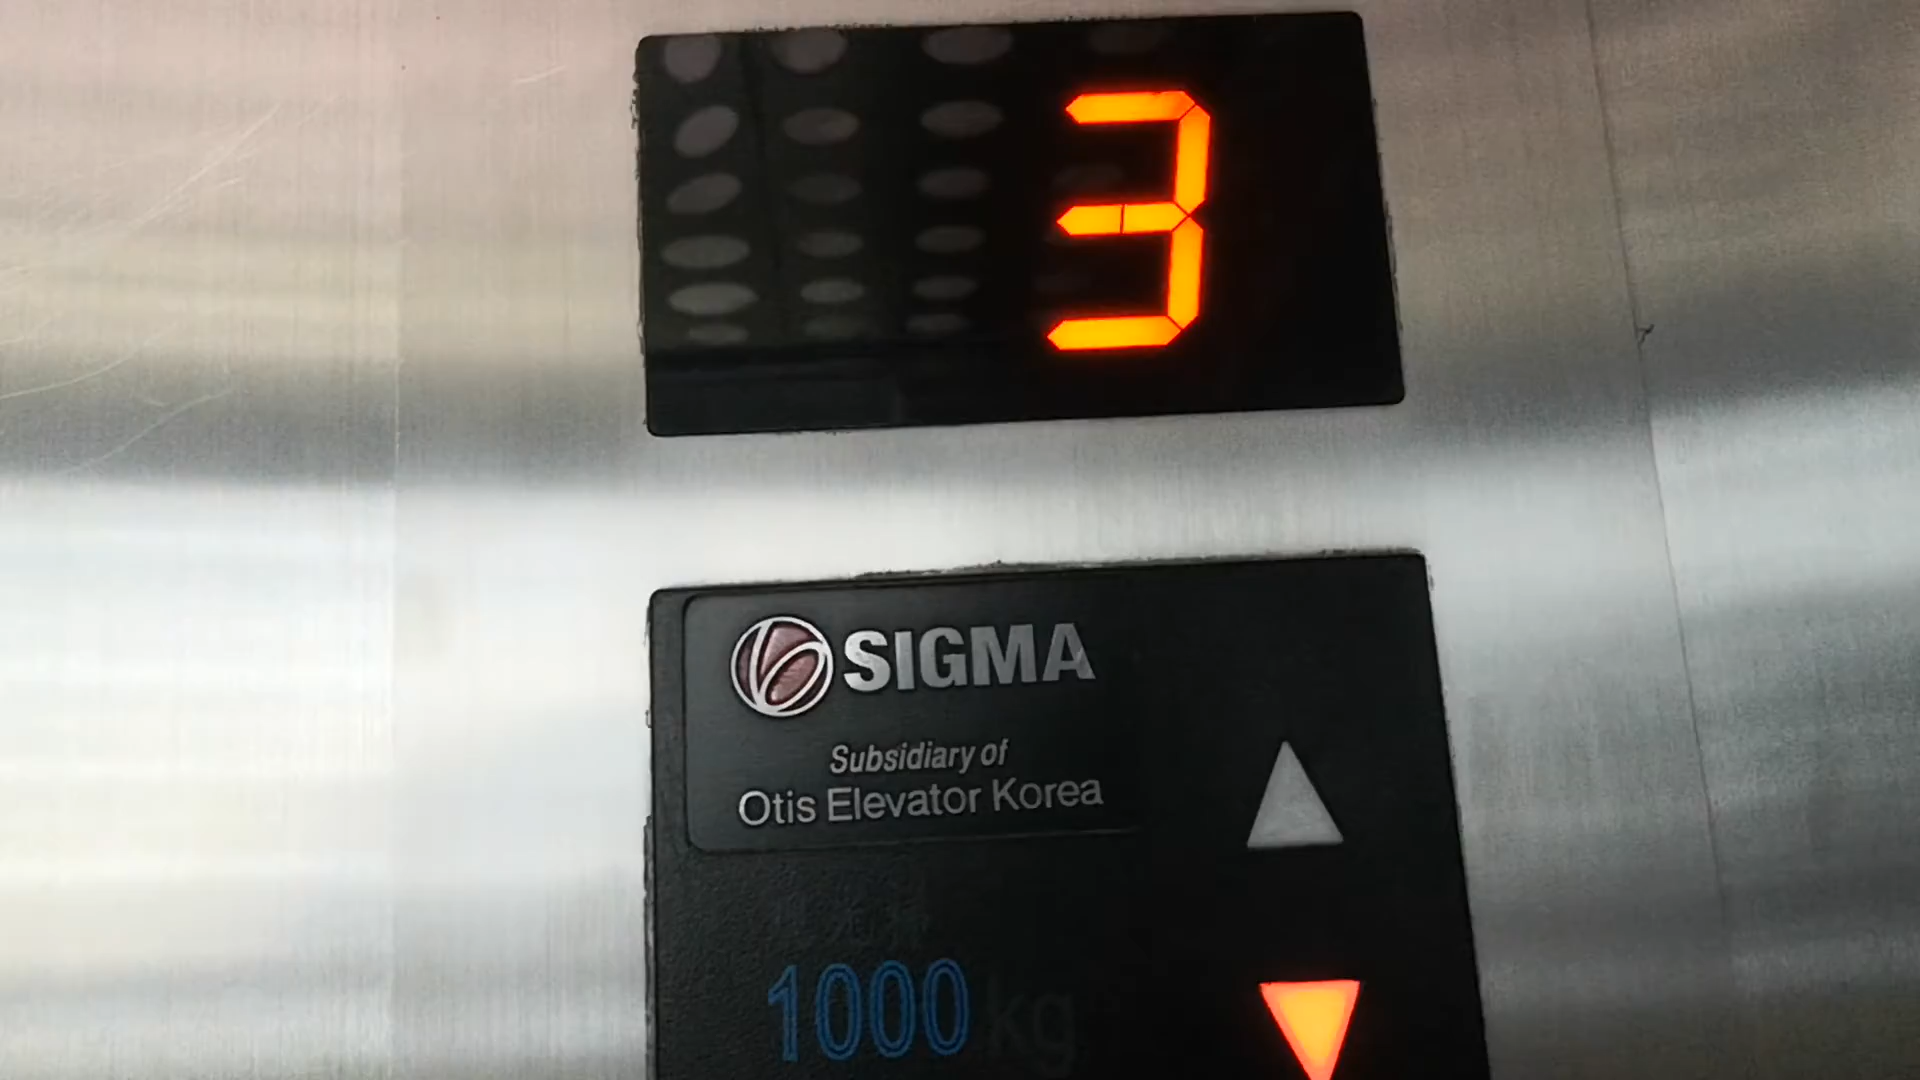 3
SIGMA
Subsidiary of
Otis Elevator Korea
1000 kg